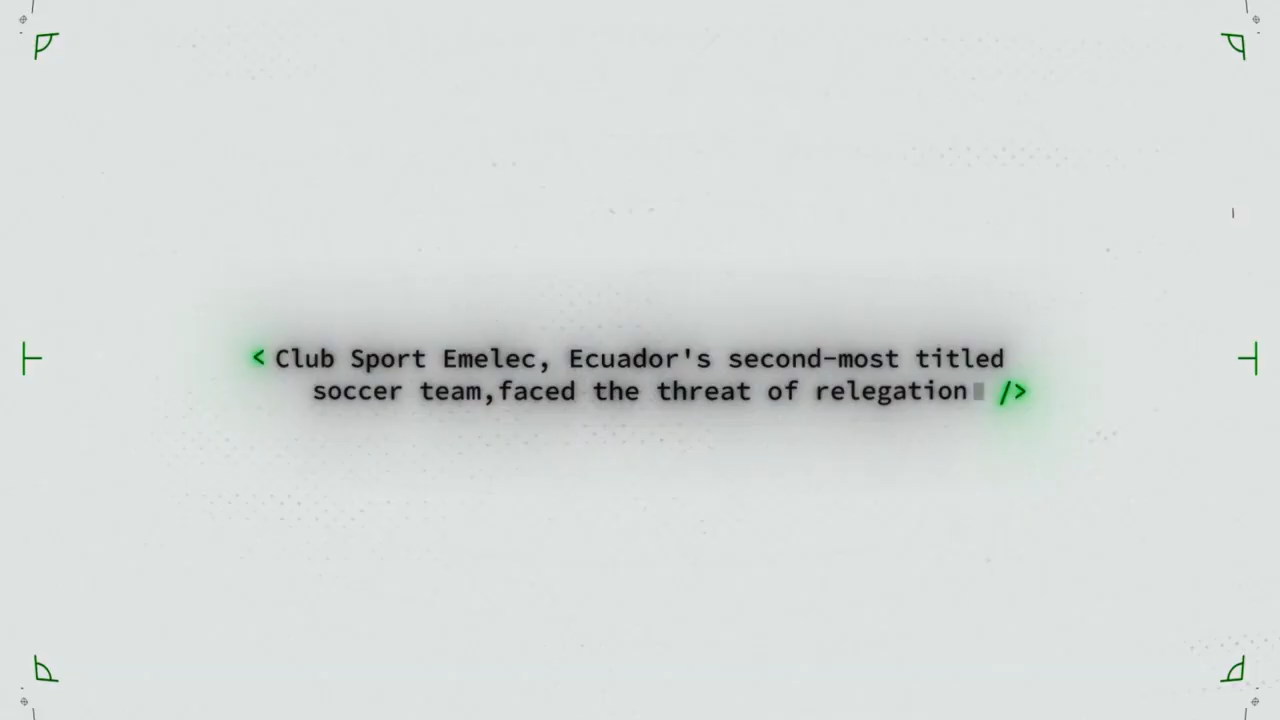 < Club Sport Emelec, Ecuador's second-most titled
soccer team,faced the threat of relegation />